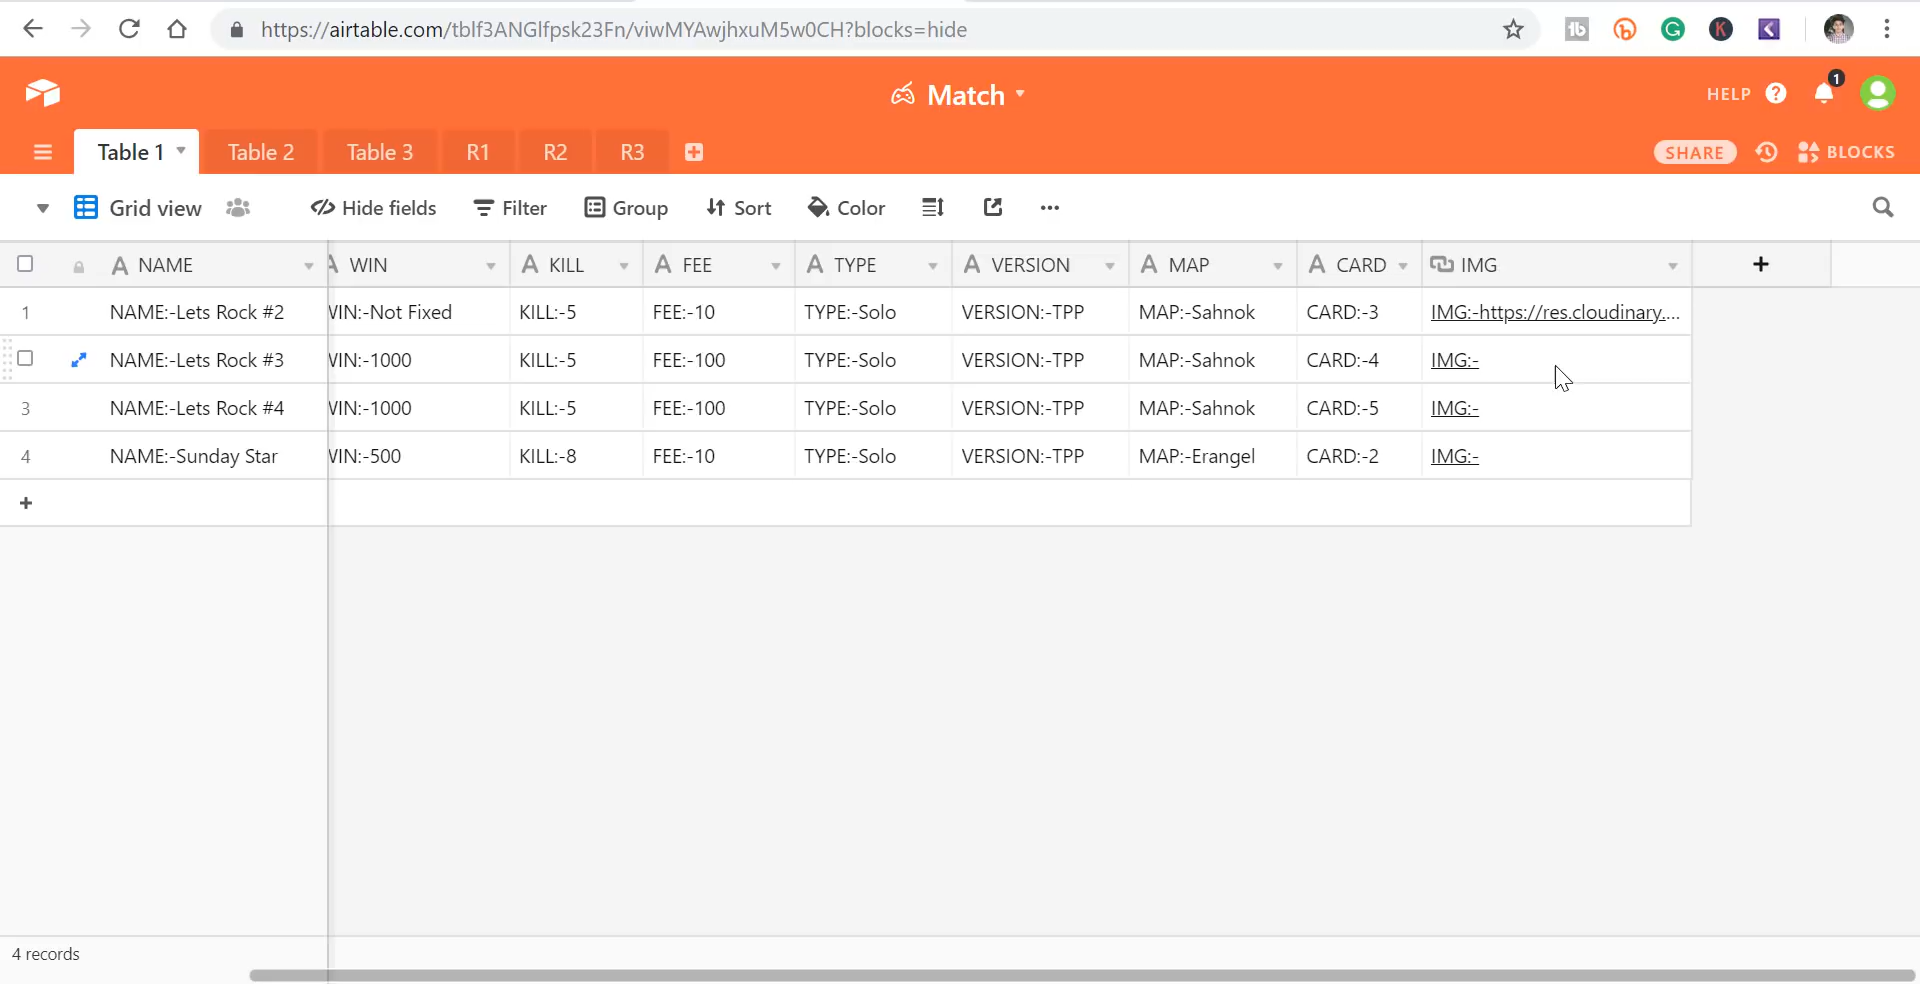 https://airtable.com/tblf3ANGlfpsk23Fn/viwMYAwjhxuM5w0CH?blocks=hide
Match
HELP ? 1
Table 1 Table 2 Table 3 R1 R2 R3
SHARE BLOCKS
Grid view Hide fields Filter Group Sort Color
NAME WIN KILL FEE TYPE VERSION MAP CARD IMG
1 NAME:-Lets Rock #2 WIN:-Not Fixed KILL:-5 FEE:-10 TYPE:-Solo VERSION:-TPP MAP:-Sahnok CARD:-3 IMG:-https://res.cloudinary....
NAME:-Lets Rock #3 WIN:-1000 KILL:-5 FEE:-100 TYPE:-Solo VERSION:-TPP MAP:-Sahnok CARD:-4 IMG:-
3 NAME:-Lets Rock #4 WIN:-1000 KILL:-5 FEE:-100 TYPE:-Solo VERSION:-TPP MAP:-Sahnok CARD:-5 IMG:-
4 NAME:-Sunday Star WIN:-500 KILL:-8 FEE:-10 TYPE:-Solo VERSION:-TPP MAP:-Erangel CARD:-2 IMG:-
4 records